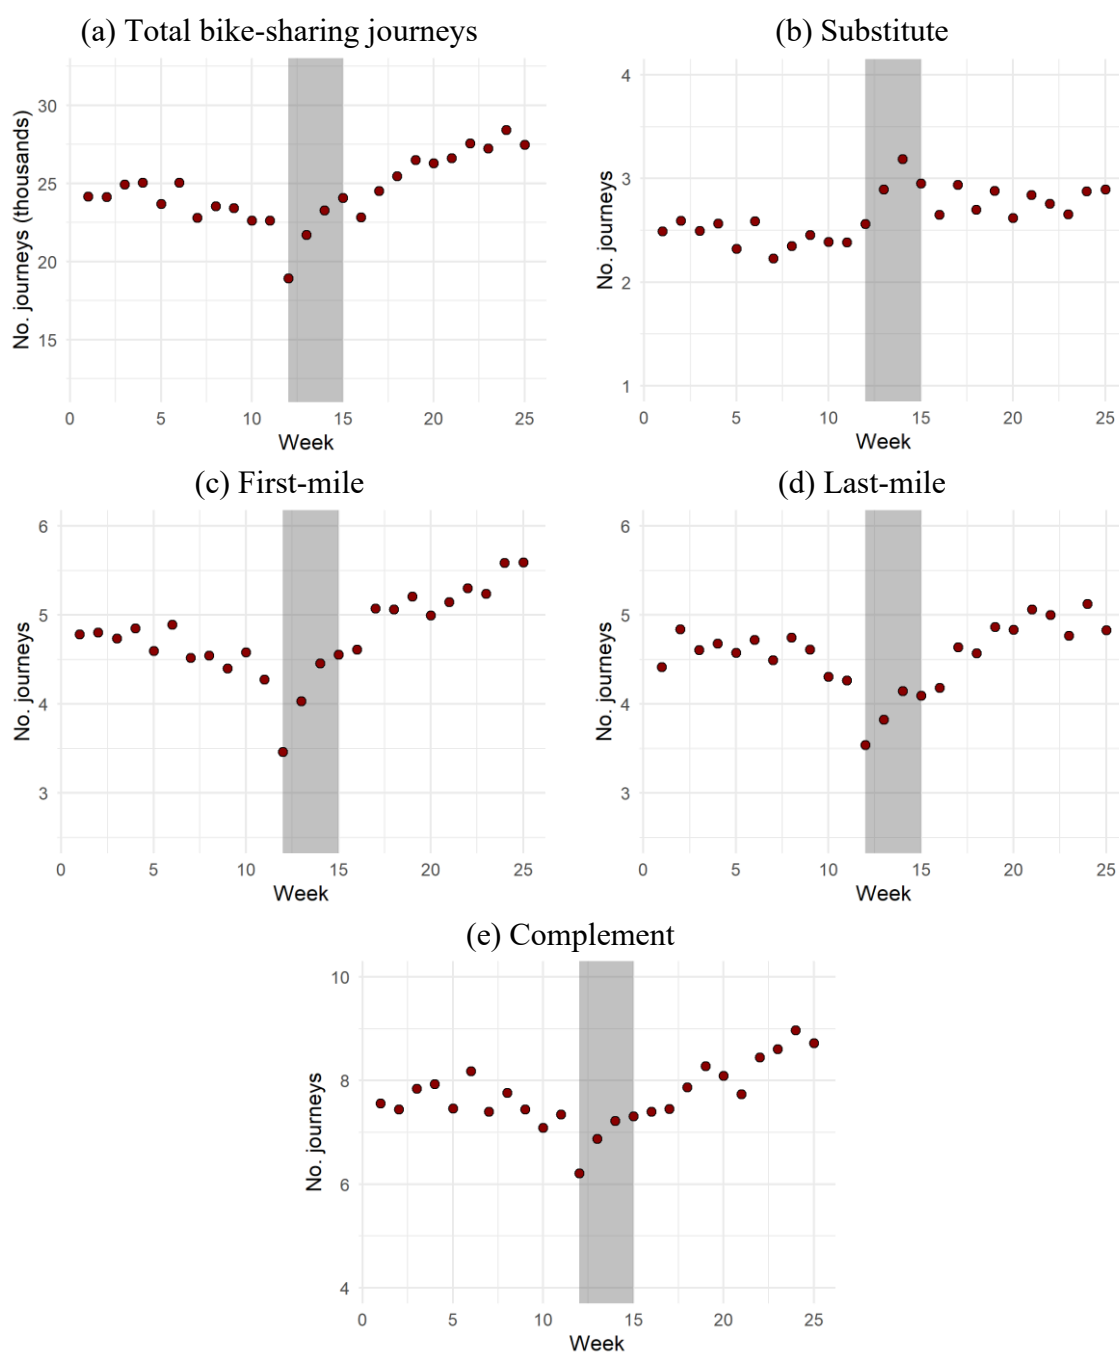 (a) Total bike-sharing journeys
No. journeys (thousands)
30
25
20
15
0 5 10 15 20 25
Week
(b) Substitute
No. journeys
4
3
2
1
0 5 10 15 20 25
Week
(c) First-mile
No. journeys
6
5
4
3
0 5 10 15 20 25
Week
(d) Last-mile
No. journeys
6
5
4
3
0 5 10 15 20 25
Week
(e) Complement
No. journeys
10
8
6
4
0 5 10 15 20 25
Week